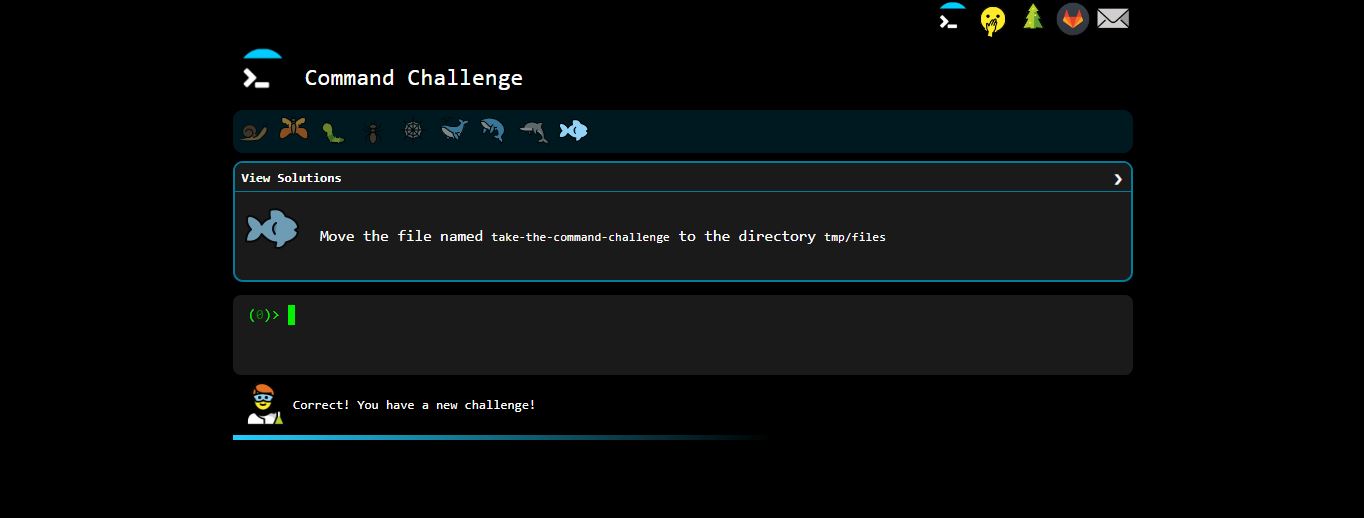 Command Challenge
View Solutions
Move the file named take-the-command-challenge to the directory tmp/files
(0)>
Correct! You have a new challenge!